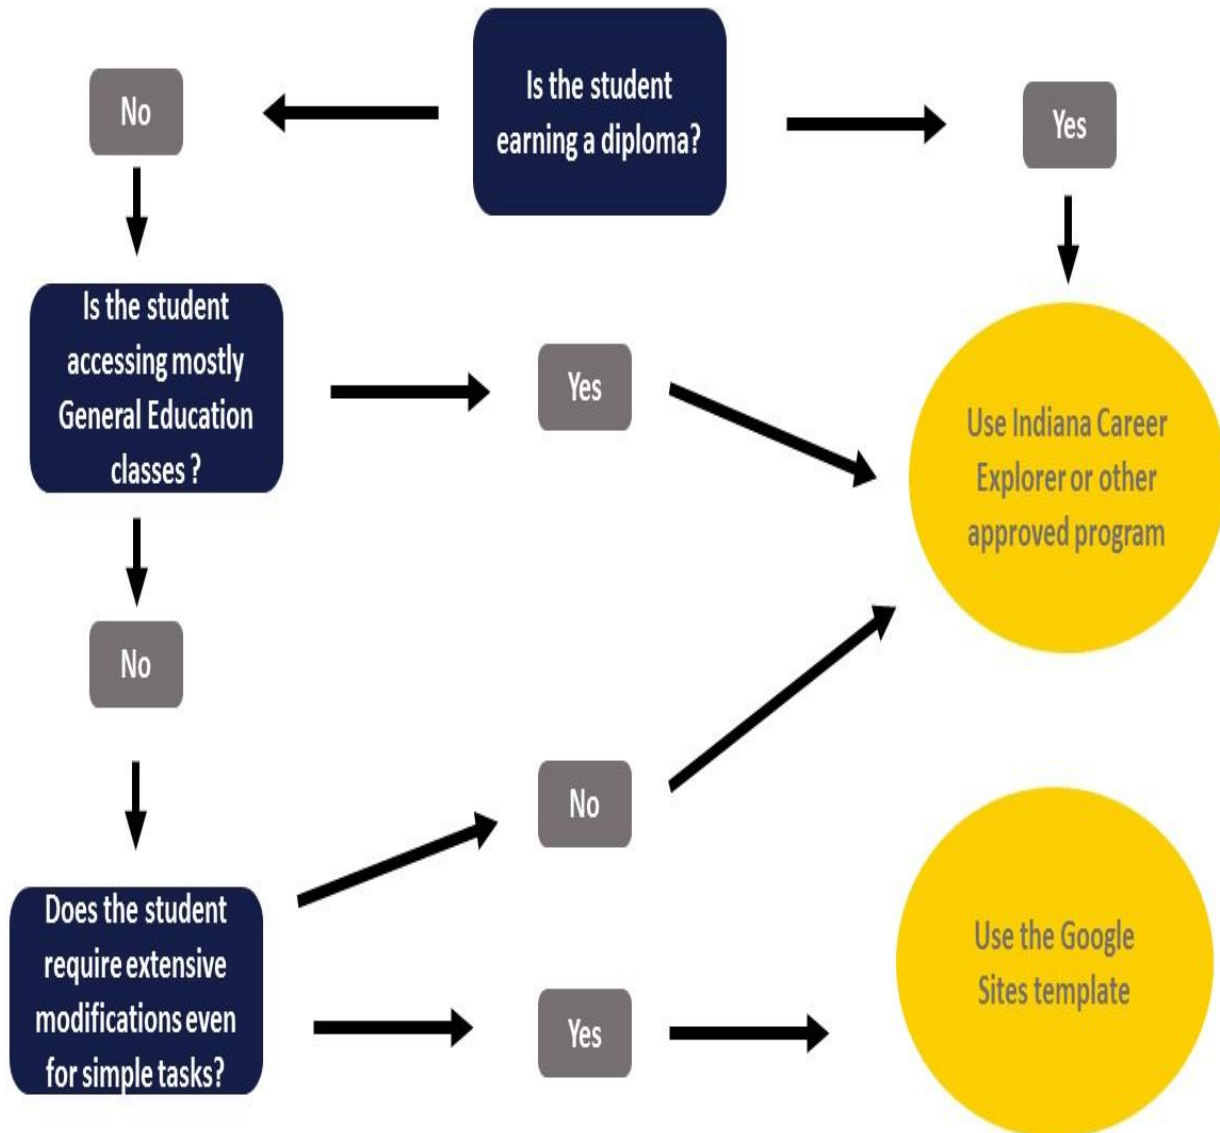 Is the student
earning a diploma?
No
Yes
Is the student
accessing mostly
General Education
classes ?
Yes
Use Indiana Career
Explorer or other
approved program
No
No
Does the student
require extensive
modifications even
for simple tasks?
Yes
Use the Google
Sites template